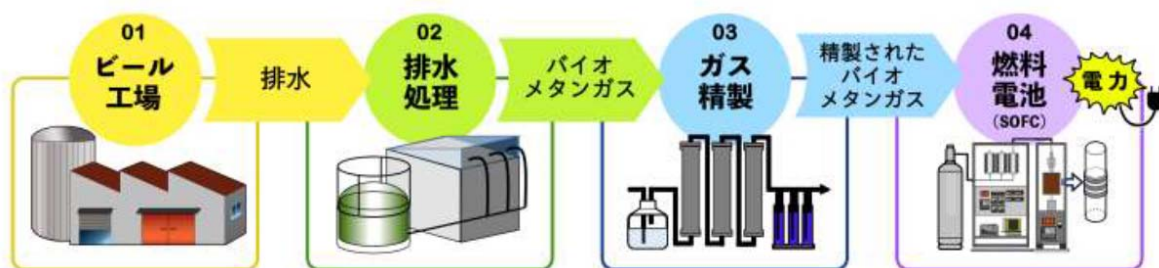 01
ビール
工場
排水
02
排水
処理
バイオ
メタンガス
03
ガス
精製
精製された
バイオ
メタンガス
04
燃料
電池
(SOFC)
電力